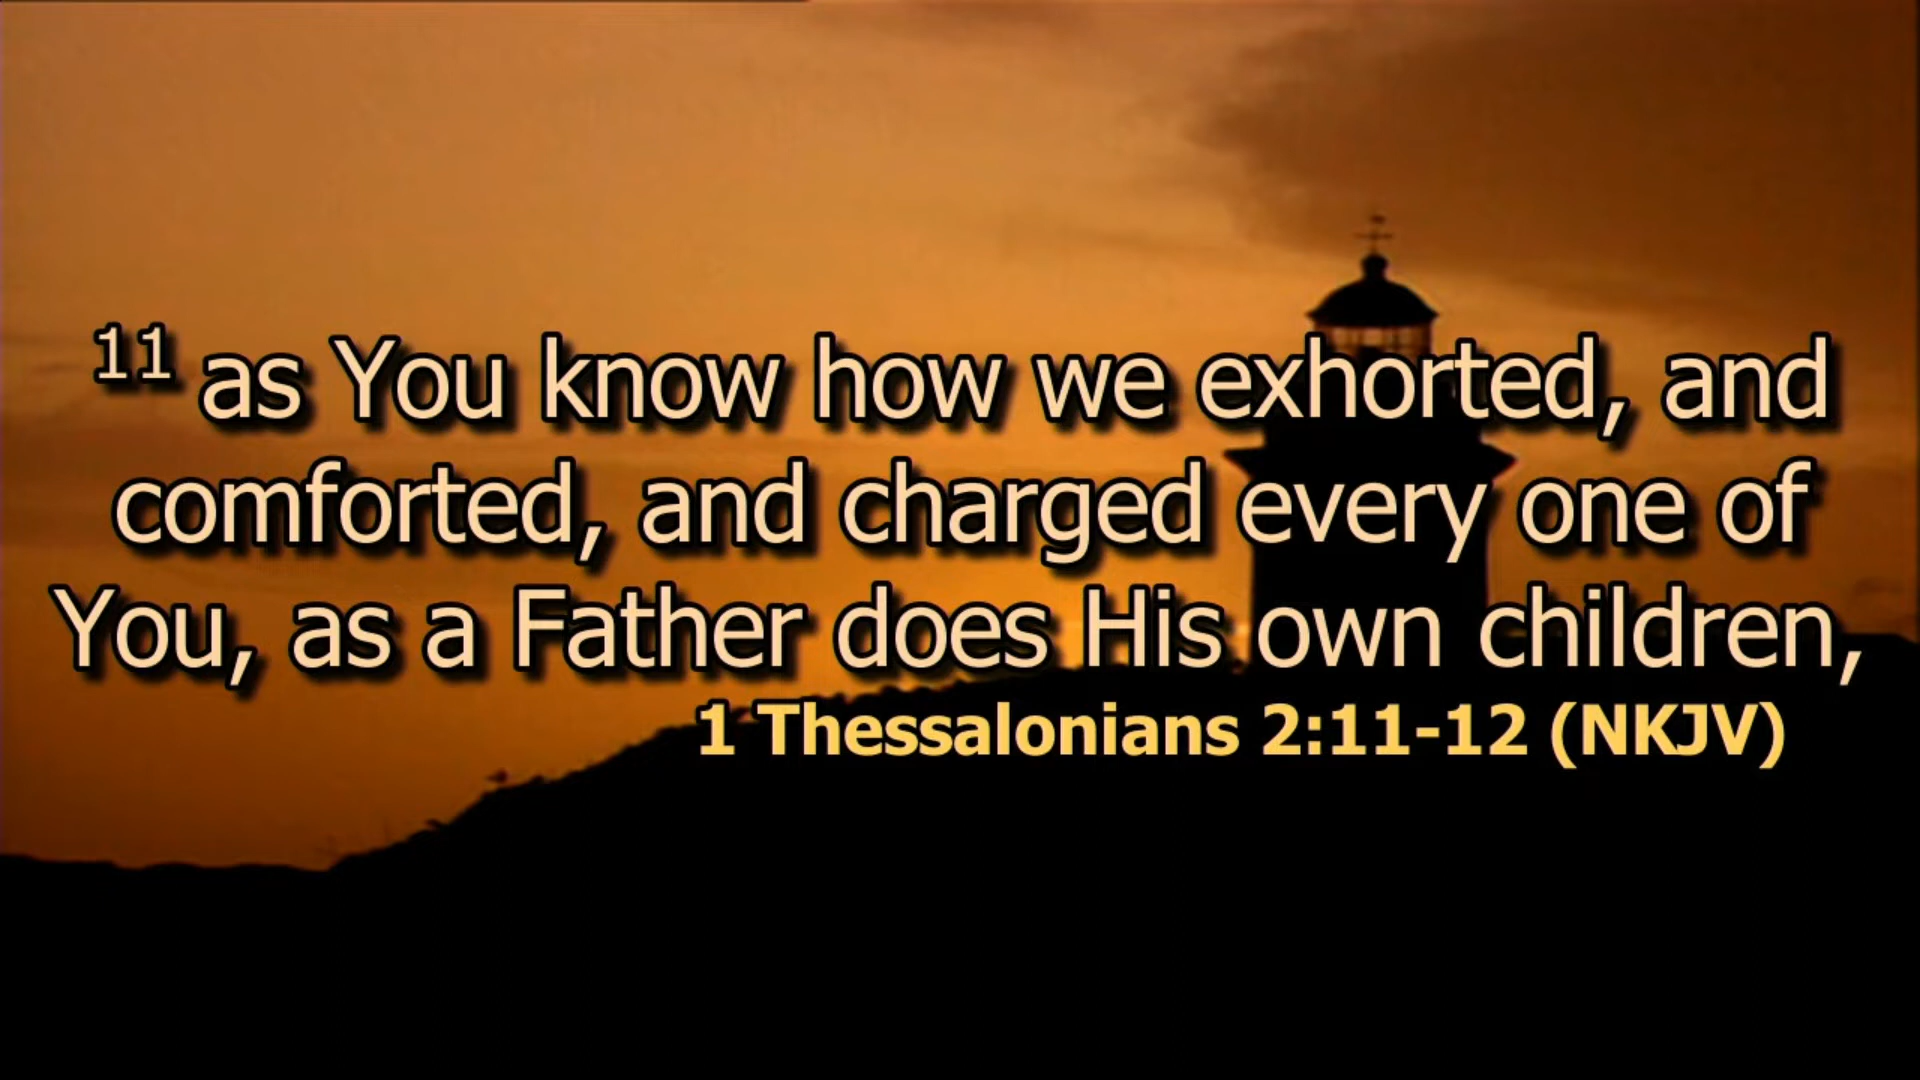 11 as You know how we exhorted, and
comforted, and charged every one of
You, as a Father does His own children,
1 Thessalonians 2:11-12 (NKJV)